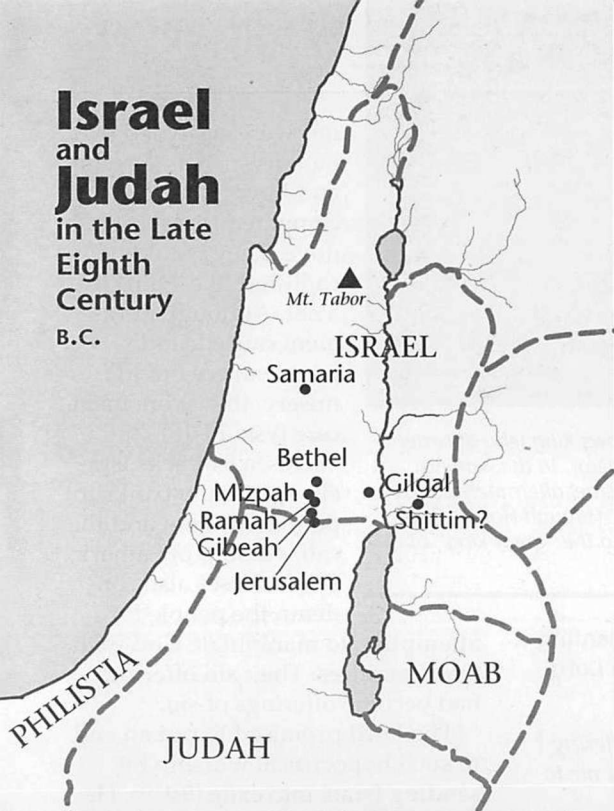 Israel
and
Judah
in the Late
Eighth
Century
B.C.
Mt. Tabor
ISRAEL
Samaria
Bethel
Mizpah
Gilgal
Ramah
Shittim?
Gibeah
Jerusalem
PHILISTIA
MOAB
JUDAH